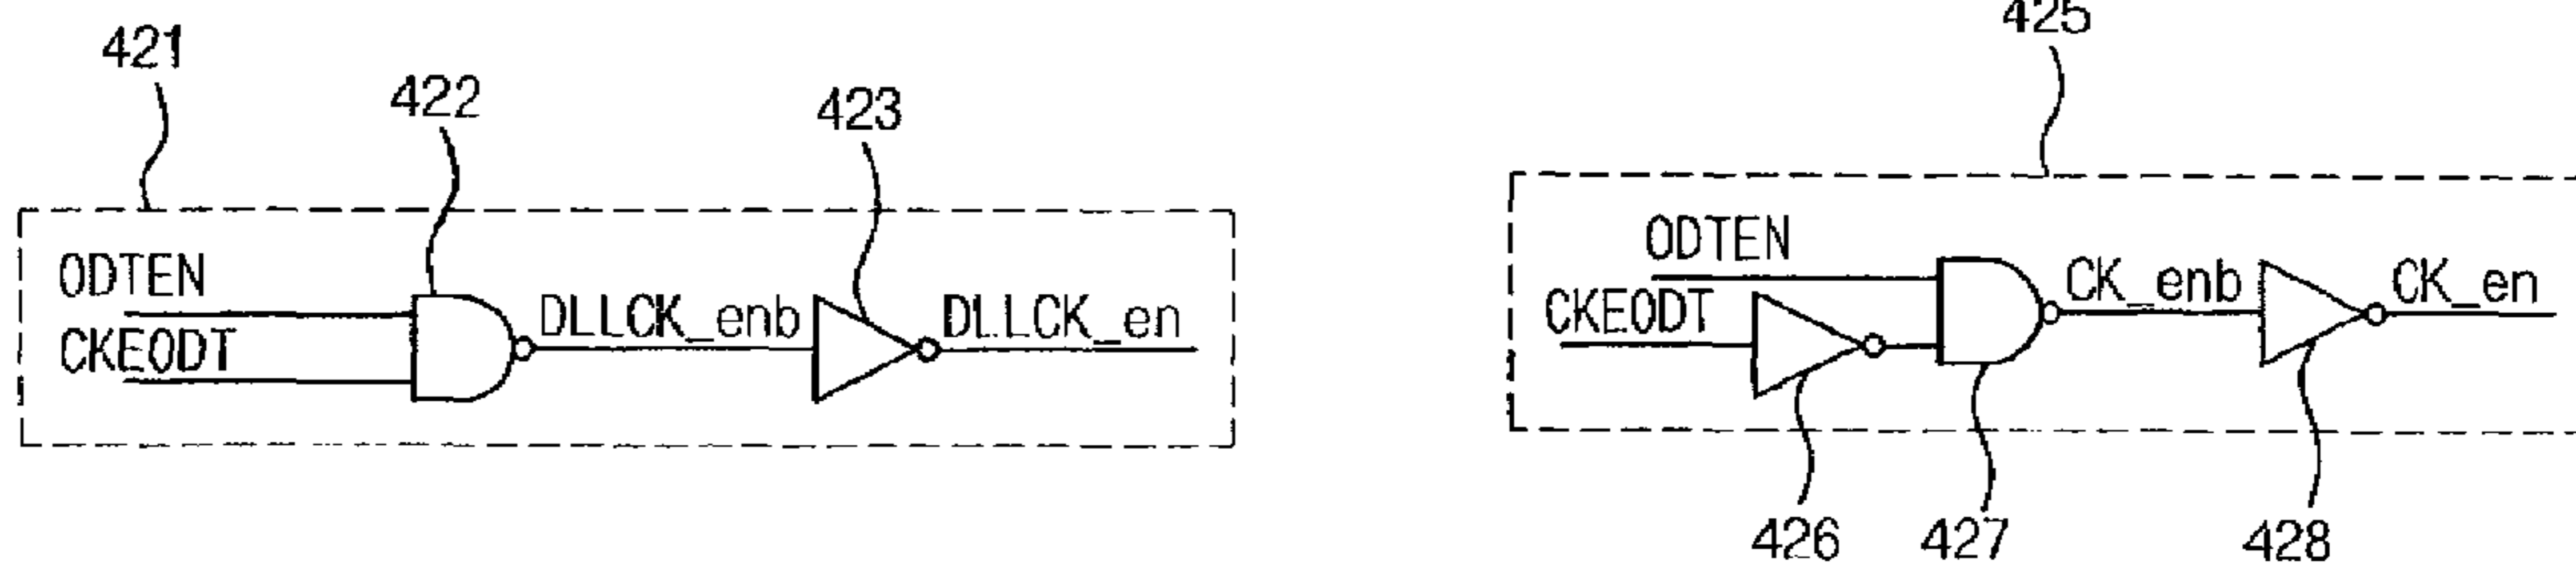 421
422
423
ODTEN
CKEODT
DLLCK_enb
DLLCK_en
425
ODTEN
CKEODT
CK_enb
CK_en
426
427
428